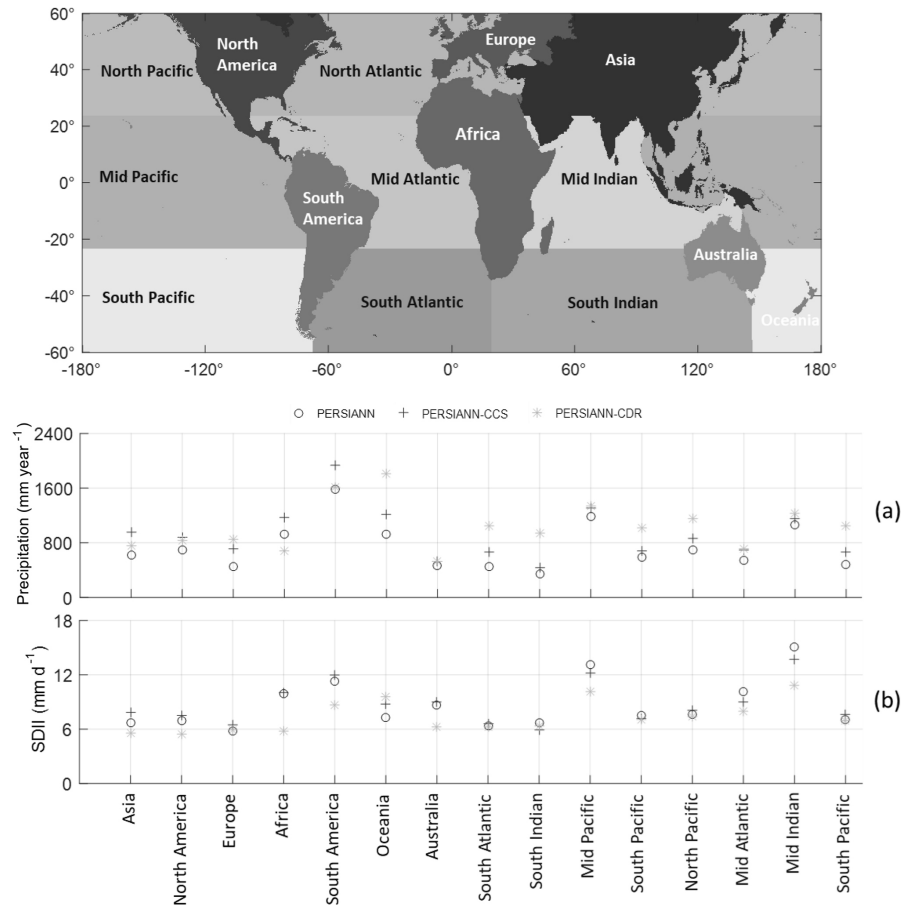 60°
40°
20°
0°
-20°
-40°
-60°
North America
Europe
Asia
North Pacific
North Atlantic
Africa
Mid Pacific
South America
Mid Atlantic
Mid Indian
Australia
South Pacific
South Atlantic
South Indian
Oceania
-180° -120° -60° 0° 60° 120° 180°
PERSIANN PERSIANN-CCS PERSIANN-CDR
Precipitation (mm year -1)
2400
1600
800
0
(a)
SDII (mm d-1)
18
12
6
0
(b)
Asia
North America
Europe
Africa
South America
Oceania
Australia
South Atlantic
South Indian
Mid Pacific
South Pacific
North Pacific
Mid Atlantic
Mid Indian
South Pacific